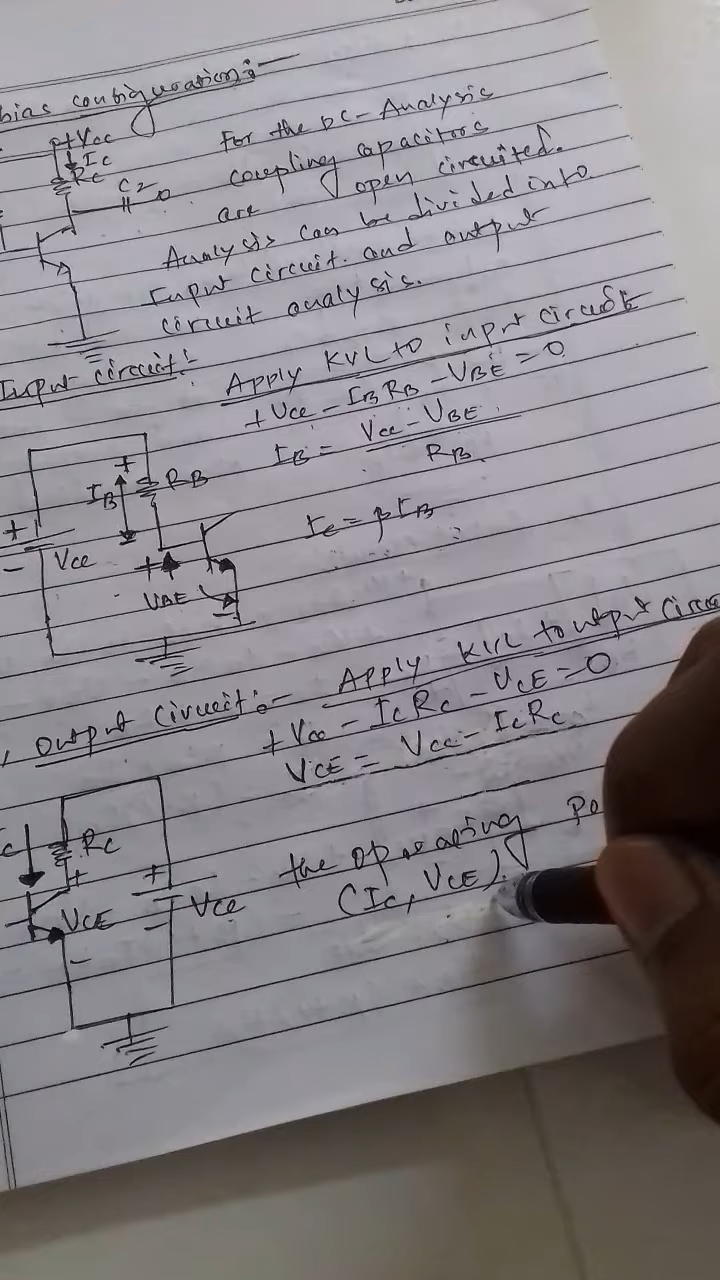 bias configuration:-
+Vcc
Ic
Rc
C2
For the DC-Analysis
coupling capacitors
are open circuited.
Analysis can be divided into
Input circuit. and output
circuit analysis.
Input circuit:
Apply KVL to input circuit
+Vcc - IBRB - VBE = 0
IB = Vcc - VBE
RB
Ic = βIB
+
IB
RB
+
-
Vcc
+
VBE
-
Output Circuit:- Apply KVL to output
+Vcc - IcRc - VCE = 0
VCE = Vcc - IcRc
Rc
+
VCE
-
+
-
Vcc
the operating
(Ic, VCE).